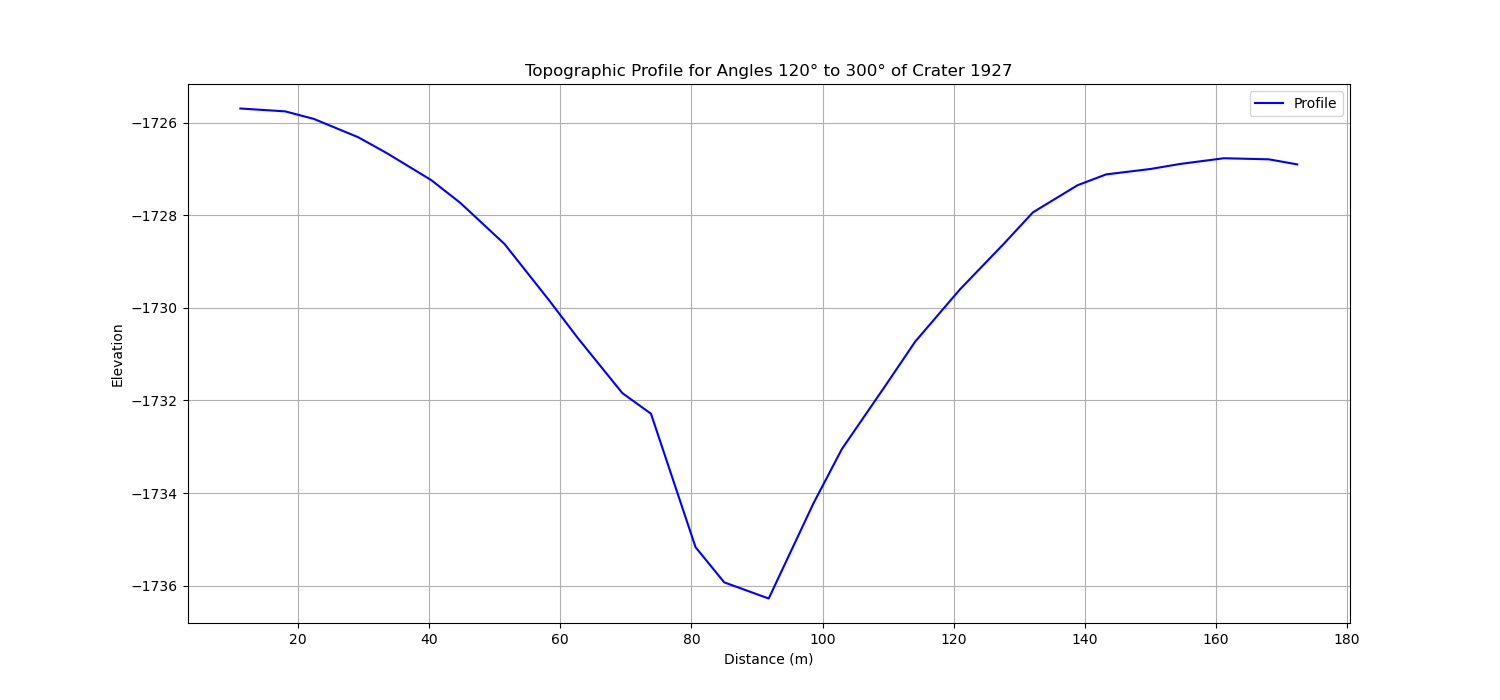 Topographic Profile for Angles 120° to 300° of Crater 1927
Profile
−1726
−1728
−1730
−1732
−1734
−1736
Elevation
20 40 60 80 100 120 140 160 180
Distance (m)